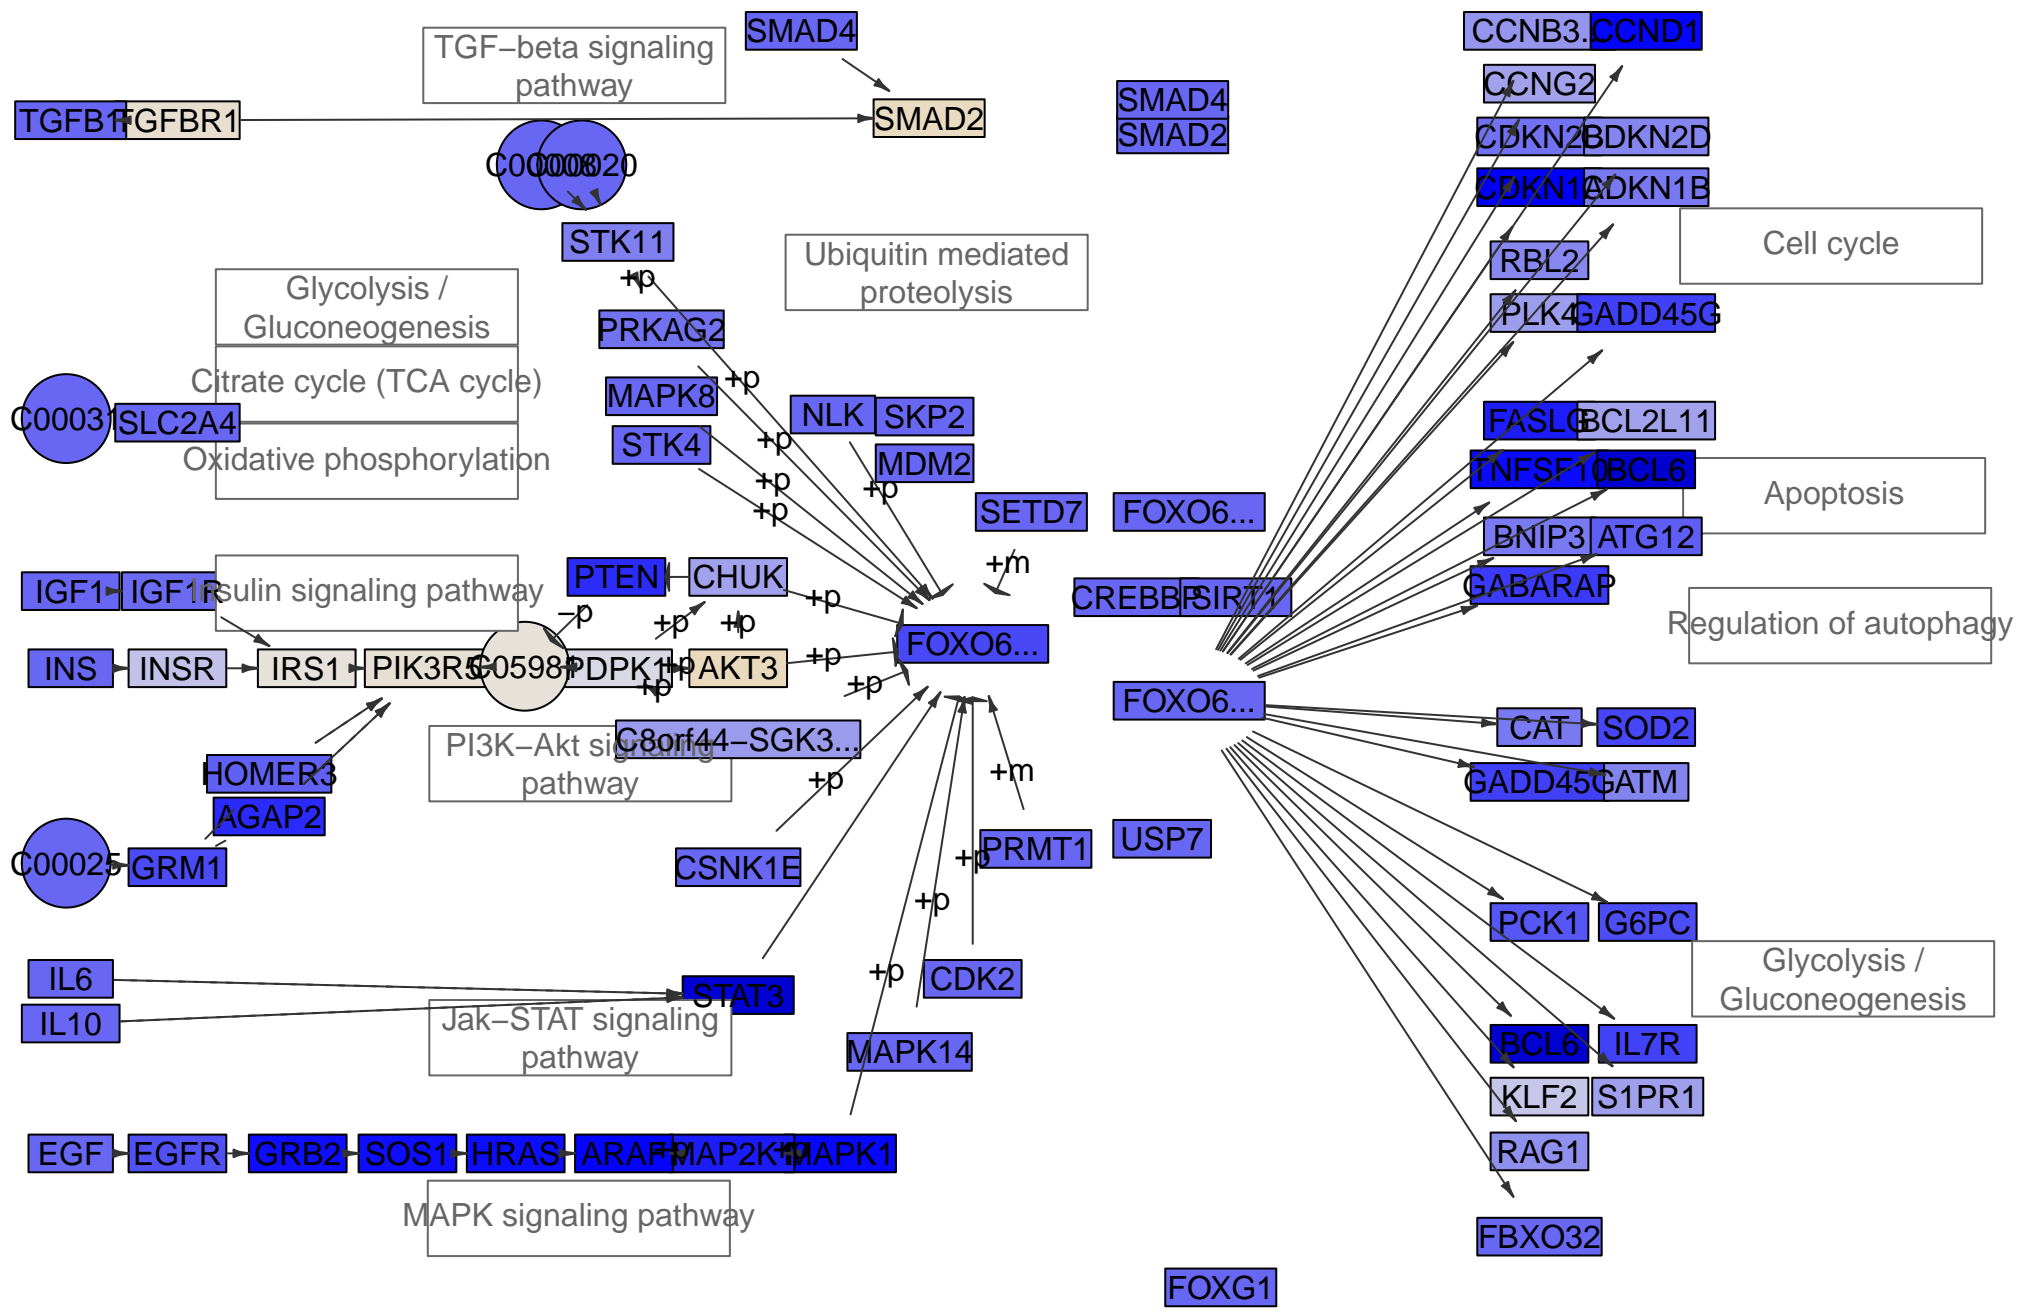 SMAD4
CCNB3.
CCND1
TGF−beta signaling
pathway
CCNG2
SMAD4
TGFB1
TGFBR1
SMAD2
SMAD2
CDKN2B
CDKN2D
C00020
CDKN1A
CDKN1B
STK11
Ubiquitin mediated
proteolysis
Cell cycle
RBL2
+p
Glycolysis /
Gluconeogenesis
PRKAG2
PLK4
GADD45G
Citrate cycle (TCA cycle)
+p
MAPK8
C00031
SLC2A4
NLK
SKP2
FASLG
BCL2L11
STK4
+p
Oxidative phosphorylation
MDM2
TNFSF10
BCL6
+p
+p
Apoptosis
+p
SETD7
FOXO6...
BNIP3
ATG12
+m
PTEN
CHUK
GABARAP
IGF1
IGF1R
Insulin signaling pathway
+p
CREBBP
SIRT1
−p
+p
+p
Regulation of autophagy
FOXO6...
INS
INSR
IRS1
PIK3R5
C05981
PDPK1
+p
AKT3
+p
+p
+p
FOXO6...
C8orf44−SGK3...
CAT
SOD2
PI3K−Akt signaling
pathway
HOMER3
+p
+m
GADD45G
GATM
AGAP2
C00025
GRM1
CSNK1E
+p
PRMT1
USP7
+p
PCK1
G6PC
IL6
+p
CDK2
Glycolysis /
Gluconeogenesis
STAT3
IL10
Jak−STAT signaling
pathway
MAPK14
BCL6
IL7R
KLF2
S1PR1
EGF
EGFR
GRB2
SOS1
HRAS
ARAF
+p
MAP2K1
+p
MAPK1
RAG1
MAPK signaling pathway
FBXO32
FOXG1